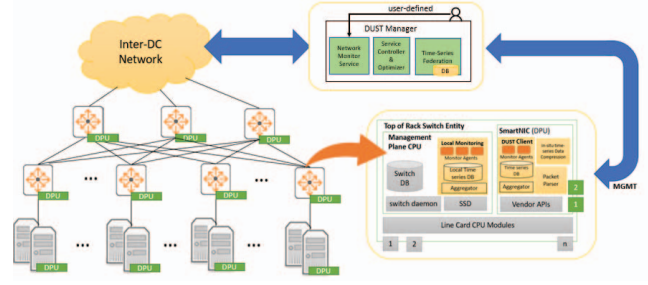 user-defined
DUST Manager
Network
Monitor
Service
Service
Controller
&
Optimizer
Time-Series
Federation
DB
Inter-DC
Network
DPU
DPU
DPU
DPU
DPU
DPU
DPU
...
...
DPU
DPU
DPU
DPU
...
...
Top of Rack Switch Entity
Management
Plane CPU
Switch
DB
switch daemon
Local Monitoring
Monitor Agents
Local Time
series DB
Aggregator
SSD
SmartNIC (DPU)
DUST Client
Monitor Agents
Time series
DB
Aggregator
In-situ time
series Data
Compression
Packet
Parser
Vendor APIs
2
1
Line Card CPU Modules
1
2
n
MGMT